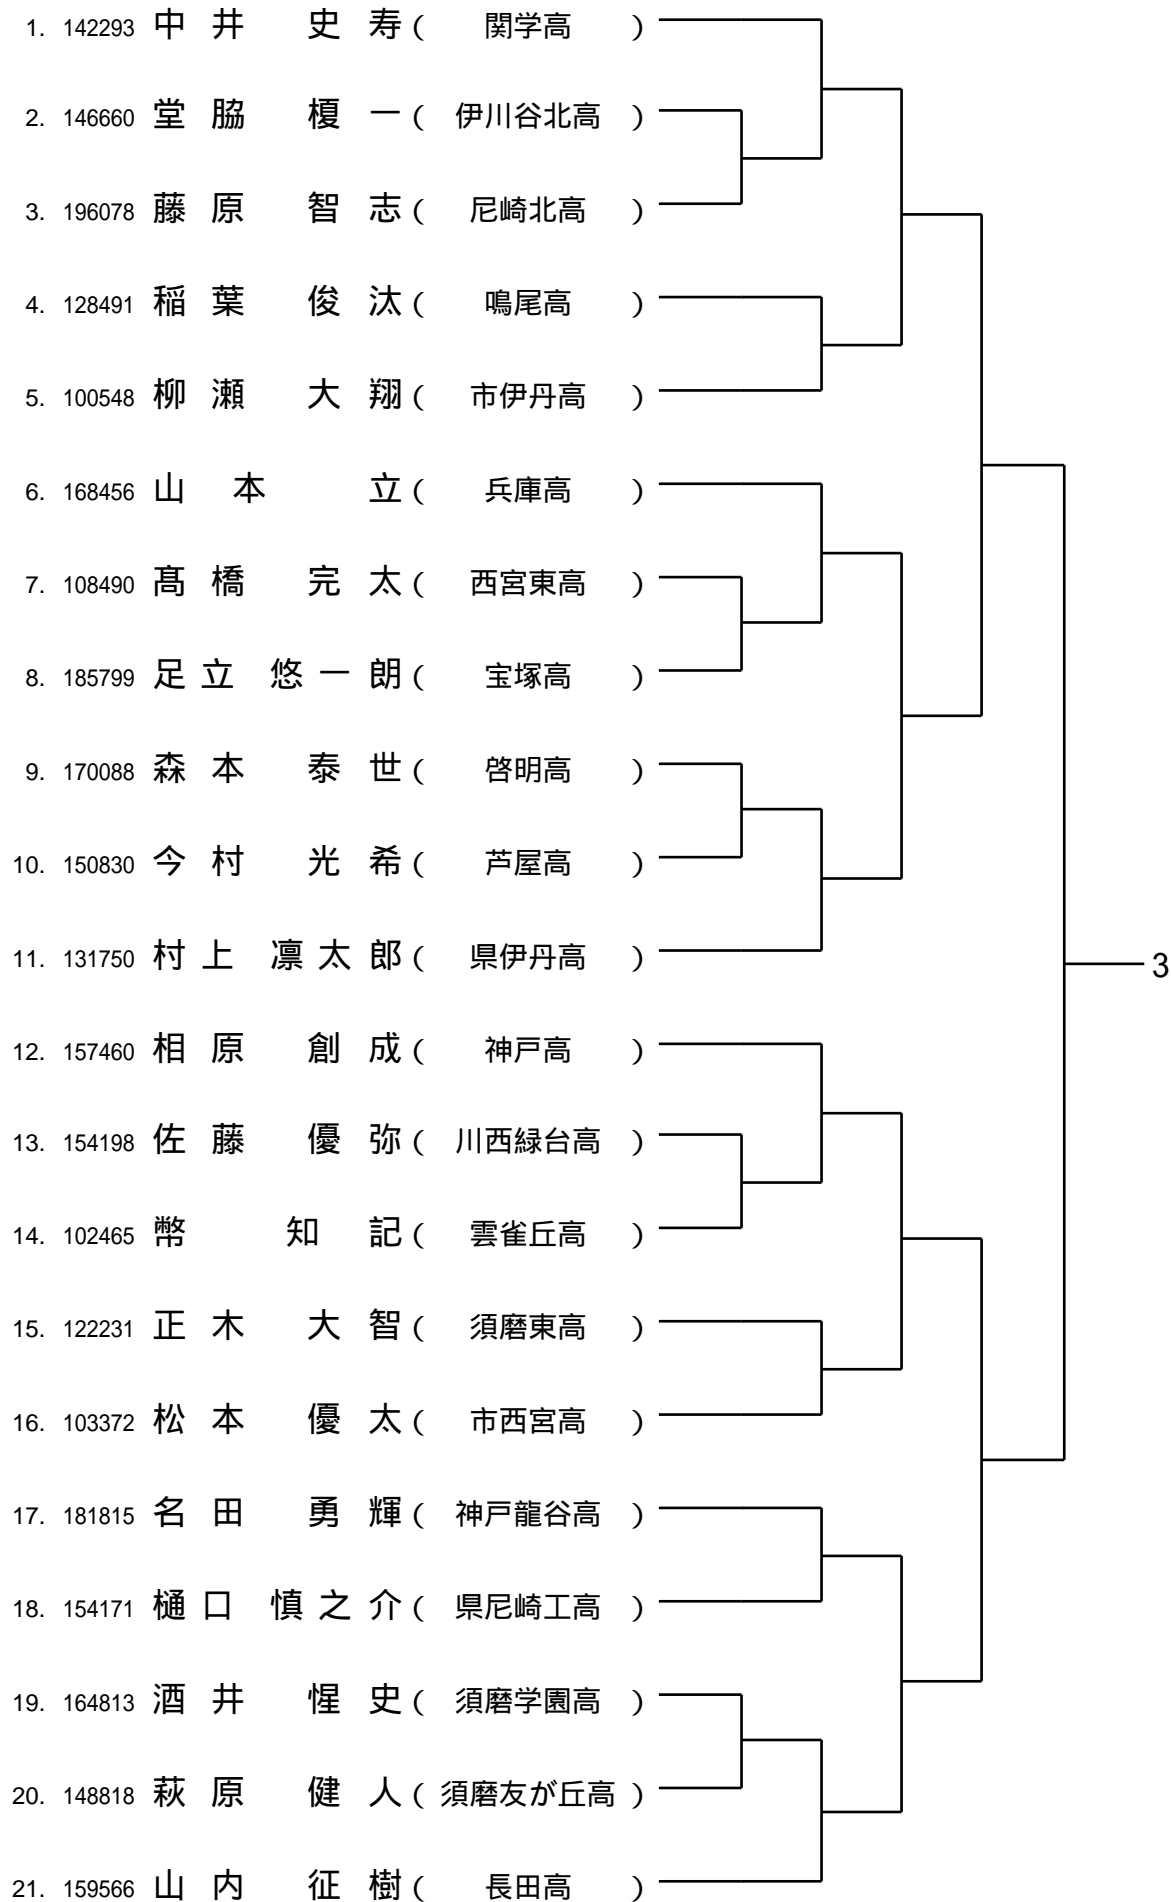 1. 142293 中井 史寿 ( 関学高 )
2. 146660 堂脇 榎一 ( 伊川谷北高 )
3. 196078 藤原 智志 ( 尼崎北高 )
4. 128491 稲葉 俊汰 ( 鳴尾高 )
5. 100548 柳瀬 大翔 ( 市伊丹高 )
6. 168456 山本 立 ( 兵庫高 )
7. 108490 髙橋 完太 ( 西宮東高 )
8. 185799 足立 悠一朗 ( 宝塚高 )
9. 170088 森本 泰世 ( 啓明高 )
10. 150830 今村 光希 ( 芦屋高 )
11. 131750 村上 凛太郎 ( 県伊丹高 )
3
12. 157460 相原 創成 ( 神戸高 )
13. 154198 佐藤 優弥 ( 川西緑台高 )
14. 102465 幣 知記 ( 雲雀丘高 )
15. 122231 正木 大智 ( 須磨東高 )
16. 103372 松本 優太 ( 市西宮高 )
17. 181815 名田 勇輝 ( 神戸龍谷高 )
18. 154171 樋口 慎之介 ( 県尼崎工高 )
19. 164813 酒井 惺史 ( 須磨学園高 )
20. 148818 萩原 健人 ( 須磨友が丘高 )
21. 159566 山内 征樹 ( 長田高 )